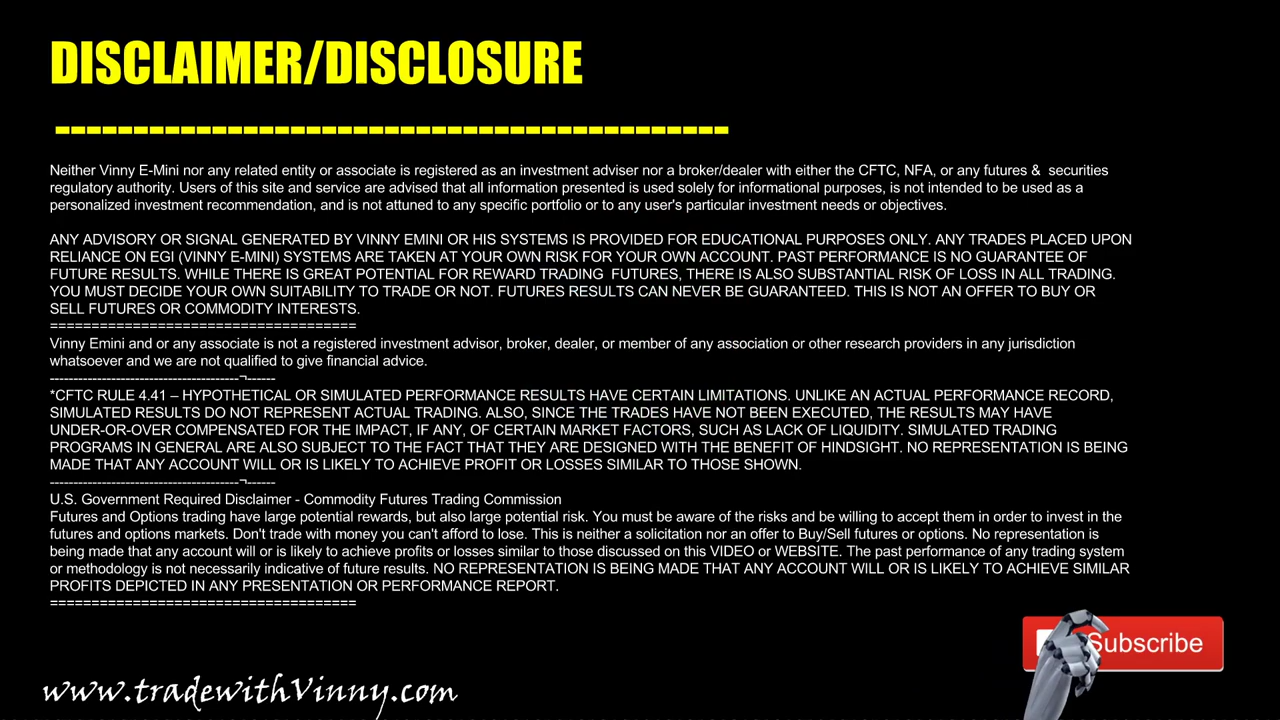 DISCLAIMER/DISCLOSURE
-------------------------------------------
Neither Vinny E-Mini nor any related entity or associate is registered as an investment adviser nor a broker/dealer with either the CFTC, NFA, or any futures &  securities
regulatory authority. Users of this site and service are advised that all information presented is used solely for informational purposes, is not intended to be used as a
personalized investment recommendation, and is not attuned to any specific portfolio or to any user's particular investment needs or objectives.
ANY ADVISORY OR SIGNAL GENERATED BY VINNY EMINI OR HIS SYSTEMS IS PROVIDED FOR EDUCATIONAL PURPOSES ONLY. ANY TRADES PLACED UPON
RELIANCE ON EGI (VINNY E-MINI) SYSTEMS ARE TAKEN AT YOUR OWN RISK FOR YOUR OWN ACCOUNT. PAST PERFORMANCE IS NO GUARANTEE OF
FUTURE RESULTS. WHILE THERE IS GREAT POTENTIAL FOR REWARD TRADING  FUTURES, THERE IS ALSO SUBSTANTIAL RISK OF LOSS IN ALL TRADING.
YOU MUST DECIDE YOUR OWN SUITABILITY TO TRADE OR NOT. FUTURES RESULTS CAN NEVER BE GUARANTEED. THIS IS NOT AN OFFER TO BUY OR
SELL FUTURES OR COMMODITY INTERESTS.
=====================================
Vinny Emini and or any associate is not a registered investment advisor, broker, dealer, or member of any association or other research providers in any jurisdiction
whatsoever and we are not qualified to give financial advice.
-----------------------------------------¬------
*CFTC RULE 4.41 – HYPOTHETICAL OR SIMULATED PERFORMANCE RESULTS HAVE CERTAIN LIMITATIONS. UNLIKE AN ACTUAL PERFORMANCE RECORD,
SIMULATED RESULTS DO NOT REPRESENT ACTUAL TRADING. ALSO, SINCE THE TRADES HAVE NOT BEEN EXECUTED, THE RESULTS MAY HAVE
UNDER-OR-OVER COMPENSATED FOR THE IMPACT, IF ANY, OF CERTAIN MARKET FACTORS, SUCH AS LACK OF LIQUIDITY. SIMULATED TRADING
PROGRAMS IN GENERAL ARE ALSO SUBJECT TO THE FACT THAT THEY ARE DESIGNED WITH THE BENEFIT OF HINDSIGHT. NO REPRESENTATION IS BEING
MADE THAT ANY ACCOUNT WILL OR IS LIKELY TO ACHIEVE PROFIT OR LOSSES SIMILAR TO THOSE SHOWN.
-----------------------------------------¬------
U.S. Government Required Disclaimer - Commodity Futures Trading Commission
Futures and Options trading have large potential rewards, but also large potential risk. You must be aware of the risks and be willing to accept them in order to invest in the
futures and options markets. Don't trade with money you can't afford to lose. This is neither a solicitation nor an offer to Buy/Sell futures or options. No representation is
being made that any account will or is likely to achieve profits or losses similar to those discussed on this VIDEO or WEBSITE. The past performance of any trading system
or methodology is not necessarily indicative of future results. NO REPRESENTATION IS BEING MADE THAT ANY ACCOUNT WILL OR IS LIKELY TO ACHIEVE SIMILAR
PROFITS DEPICTED IN ANY PRESENTATION OR PERFORMANCE REPORT.
=====================================
Subscribe
www.tradewithVinny.com